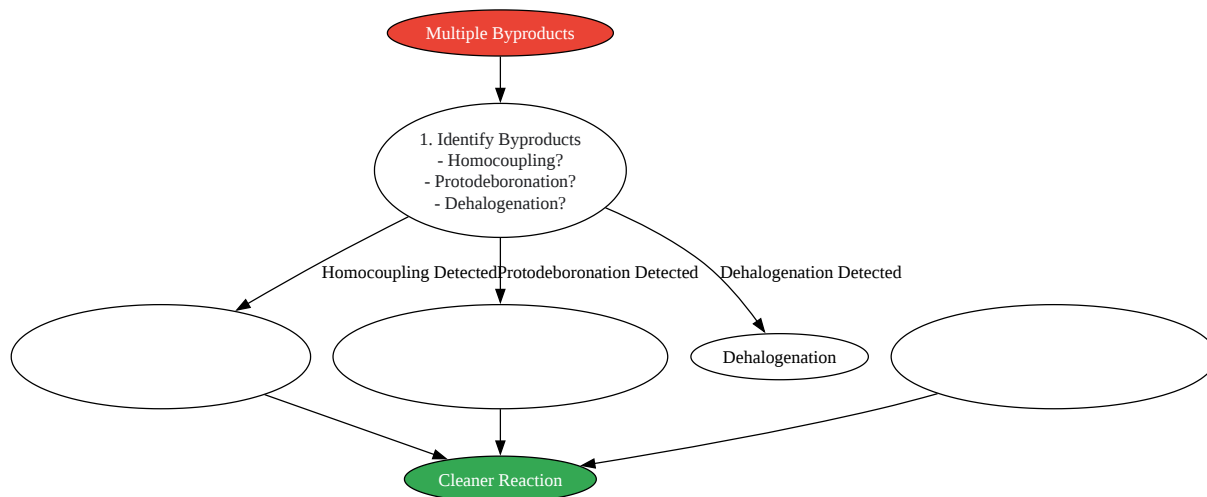 Multiple Byproducts
1. Identify Byproducts
- Homocoupling?
- Protodeboronation?
- Dehalogenation?
Homocoupling Detected
Protodeboronation Detected
Dehalogenation Detected
Dehalogenation
Cleaner Reaction